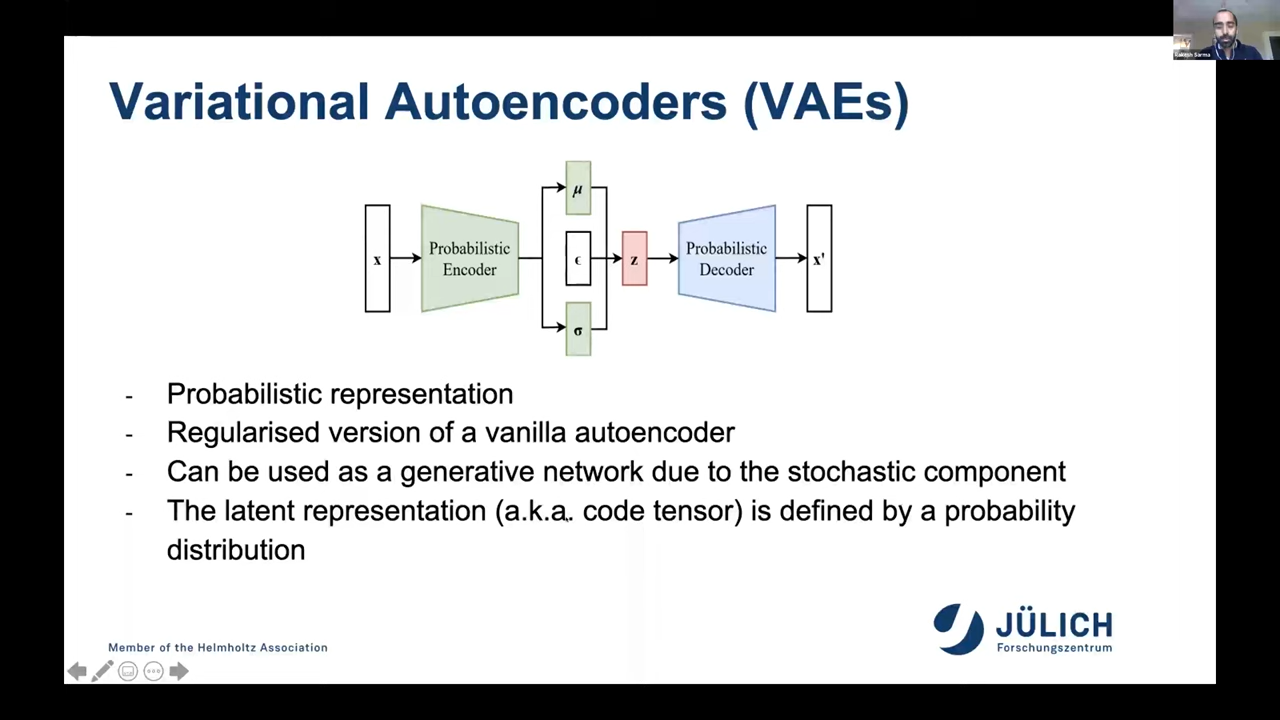 Rakesh Sarma
Variational Autoencoders (VAEs)
μ
x
Probabilistic
Encoder
ϵ
z
Probabilistic
Decoder
x'
σ
- Probabilistic representation
- Regularised version of a vanilla autoencoder
- Can be used as a generative network due to the stochastic component
- The latent representation (a.k.a. code tensor) is defined by a probability
distribution
JÜLICH
Forschungszentrum
Member of the Helmholtz Association